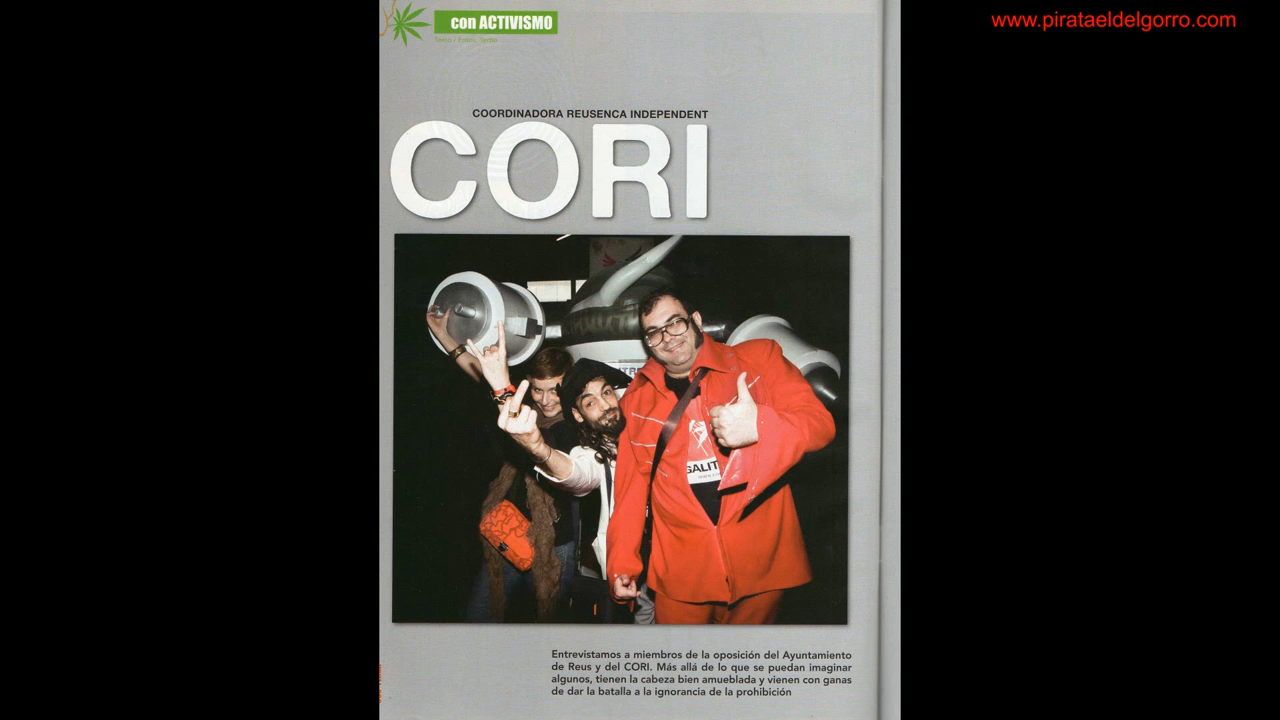 www.pirataeldelgorro.com
con ACTIVISMO
COORDINADORA REUSENCA INDEPENDENT
CORI
GALIT
Entrevistamos a miembros de la oposición del Ayuntamiento
de Reus y del CORI. Más allá de lo que se puedan imaginar
algunos, tienen la cabeza bien amueblada y vienen con ganas
de dar la batalla a la ignorancia de la prohibición